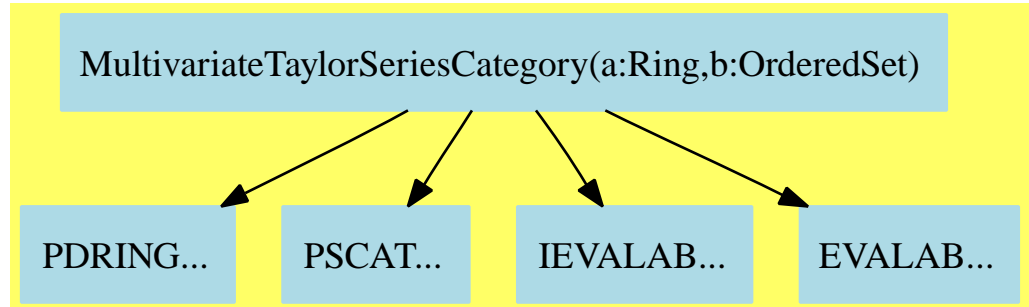 MultivariateTaylorSeriesCategory(a:Ring,b:OrderedSet)
PDRING...
PSCAT...
IEVALAB...
EVALAB...